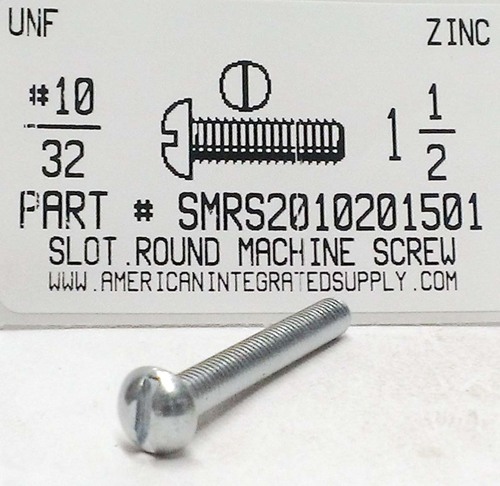 UNF
ZINC
#10
32
1 1
2
PART # SMRS2010201501
SLOT.ROUND MACHINE SCREW
WWW.AMERICANINTEGRATEDSUPPLY.COM